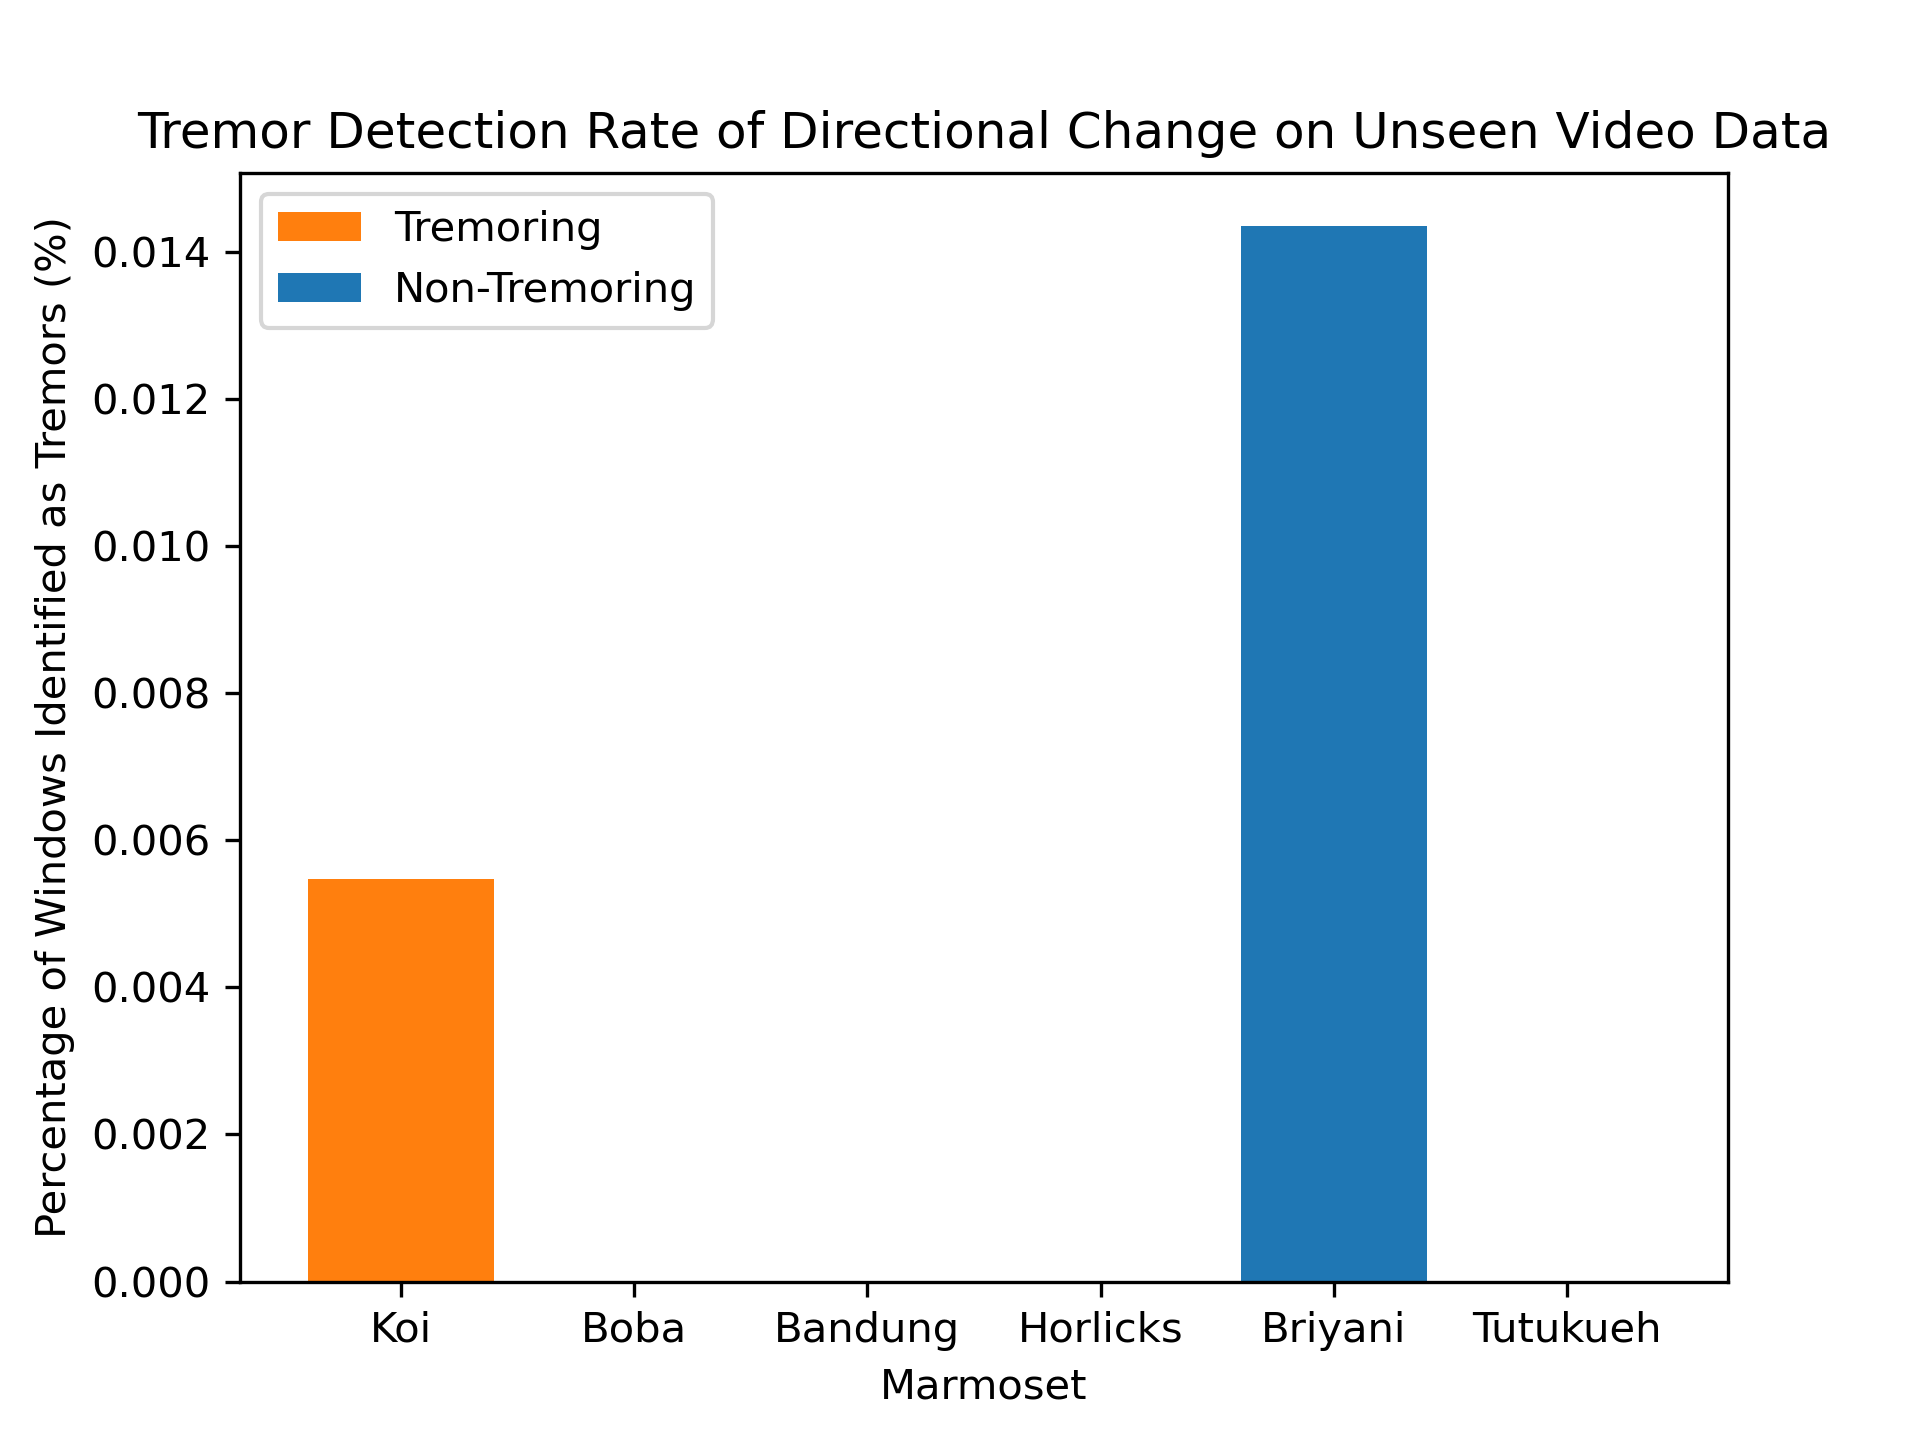 Tremor Detection Rate of Directional Change on Unseen Video Data
Tremoring
Non-Tremoring
Percentage of Windows Identified as Tremors (%)
0.014
0.012
0.010
0.008
0.006
0.004
0.002
0.000
Koi
Boba
Bandung
Horlicks
Briyani
Tutukueh
Marmoset